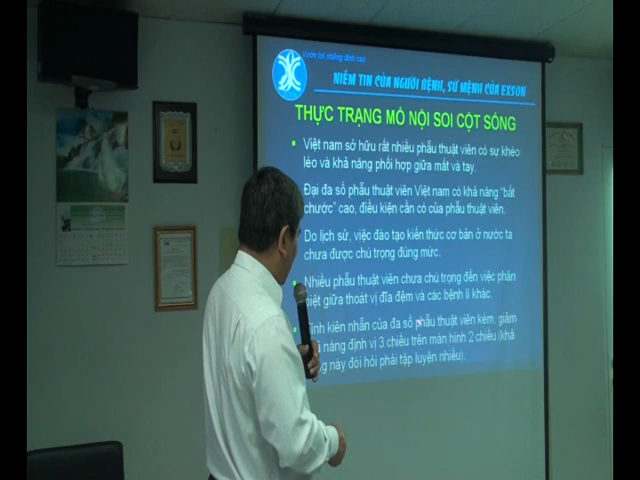 Vươn tới những đỉnh cao
NIỀM TIN CỦA NGƯỜI BỆNH, SỨ MỆNH CỦA EXSON
THỰC TRẠNG MỔ NỘI SOI CỘT SỐNG
Việt nam sở hữu rất nhiều phẫu thuật viên có sự khéo
léo và khả năng phối hợp giữa mắt và tay.
Đại đa số phẫu thuật viên Việt nam có khả năng "bắt
chước" cao, điều kiện cần có của phẫu thuật viên.
Do lịch sử, việc đào tạo kiến thức cơ bản ở nước ta
chưa được chú trọng đúng mức.
Nhiều phẫu thuật viên chưa chú trọng đến việc phân
biệt giữa thoát vị đĩa đệm và các bệnh lí khác.
Tính kiên nhẫn của đa số phẫu thuật viên kém, giảm
năng định vị 3 chiều trên màn hình 2 chiều (khả
này đòi hỏi phải tập luyện nhiều).